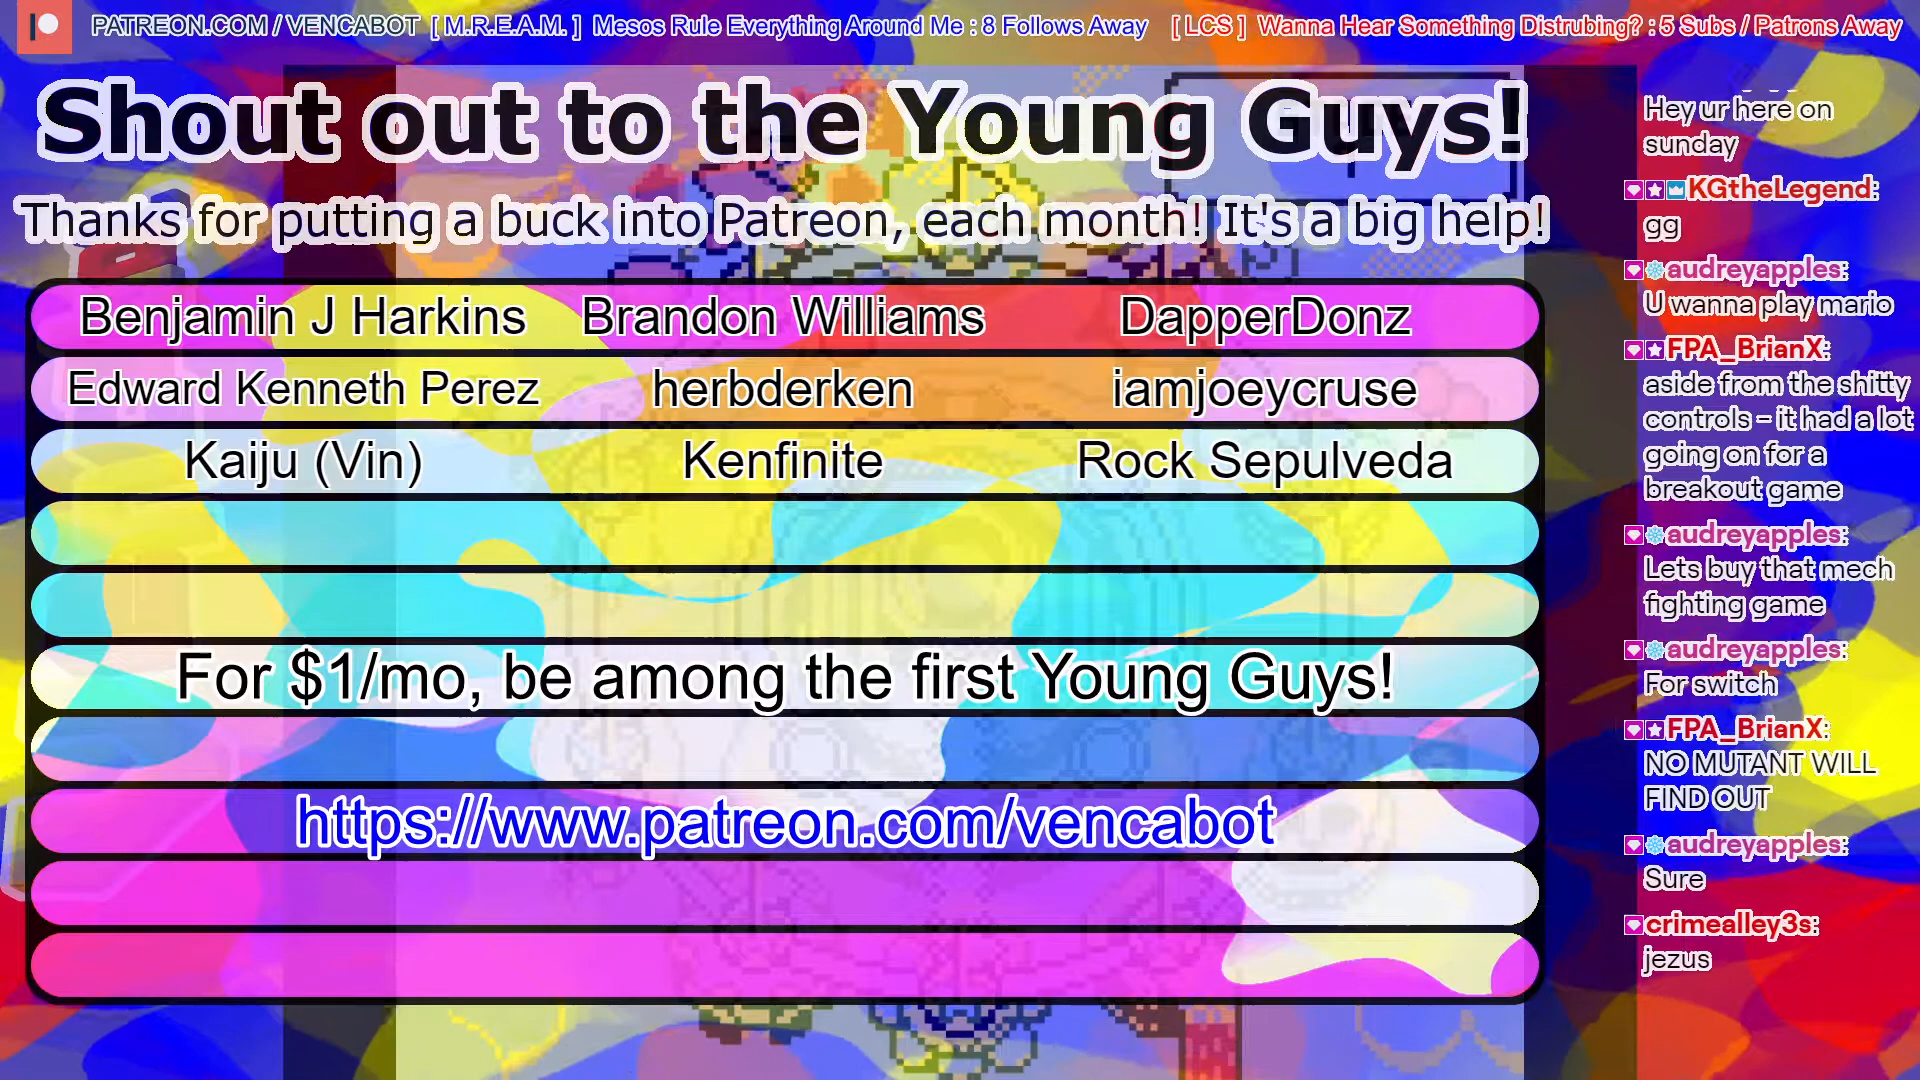 PATREON.COM / VENCABOT [ M.R.E.A.M. ] Mesos Rule Everything Around Me : 8 Follows Away [ LCS ] Wanna Hear Something Distrubing? : 5 Subs / Patrons Away
Shout out to the Young Guys!
Thanks for putting a buck into Patreon, each month! It's a big help!
Benjamin J Harkins Brandon Williams DapperDonz
Edward Kenneth Perez herbderken iamjoeycruse
Kaiju (Vin) Kenfinite Rock Sepulveda
For $1/mo, be among the first Young Guys!
https://www.patreon.com/vencabot
Hey ur here on
sunday
KGtheLegend:
gg
audreyapples:
U wanna play mario
FPA_BrianX:
aside from the shitty
controls - it had a lot
going on for a
breakout game
audreyapples:
Lets buy that mech
fighting game
audreyapples:
For switch
FPA_BrianX:
NO MUTANT WILL
FIND OUT
audreyapples:
Sure
crimealley3s:
jezus